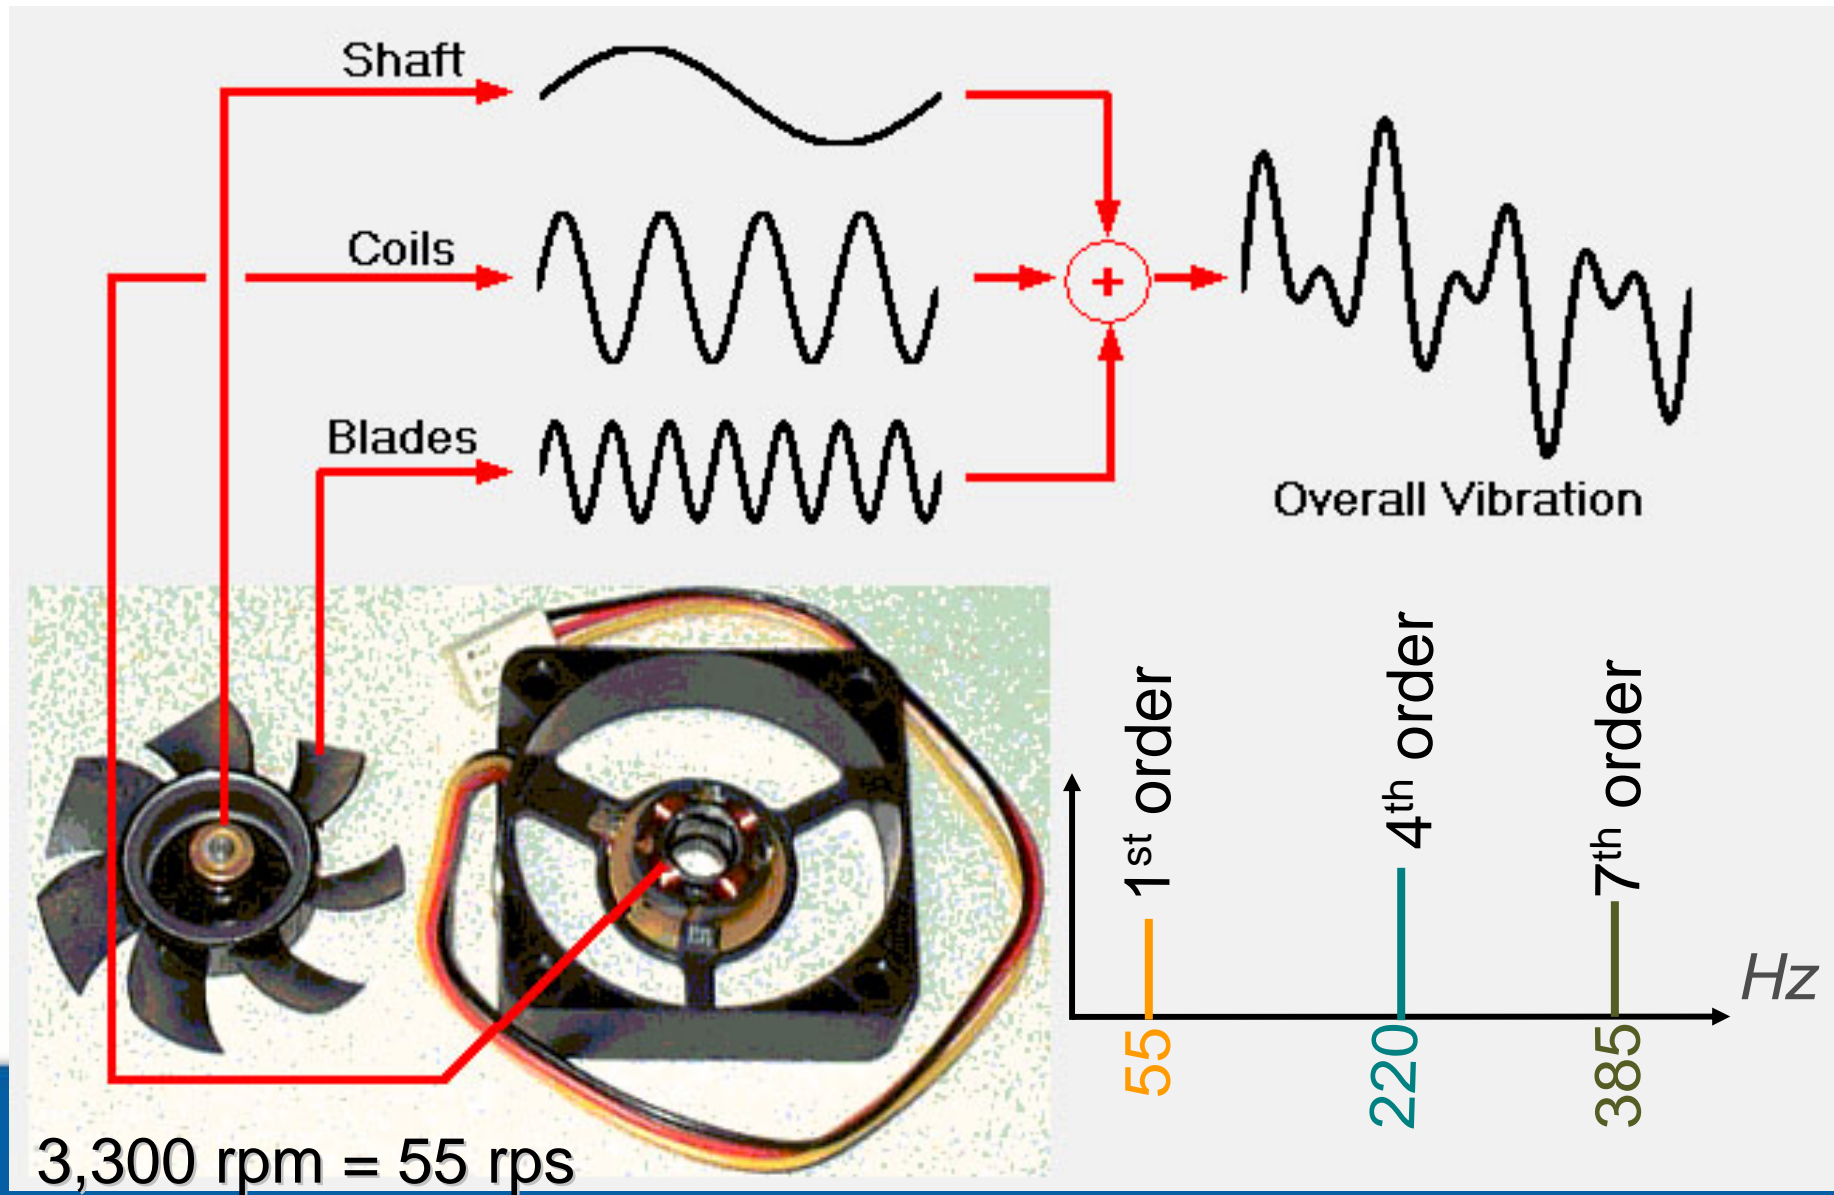 Shaft
Coils
Blades
+
Overall Vibration
1st order
4th order
7th order
Hz
55
220
385
3,300 rpm = 55 rps